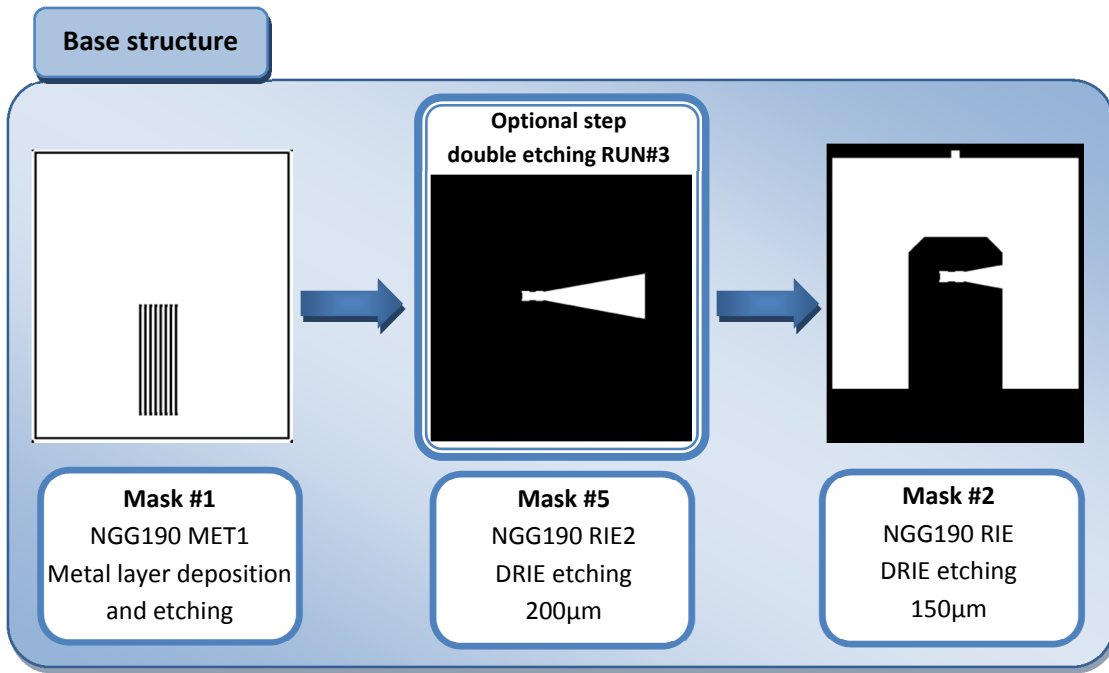 Base structure
Optional step
double etching RUN#3
Mask #1
NGG190 MET1
Metal layer deposition
and etching
Mask #5
NGG190 RIE2
DRIE etching
200µm
Mask #2
NGG190 RIE
DRIE etching
150µm